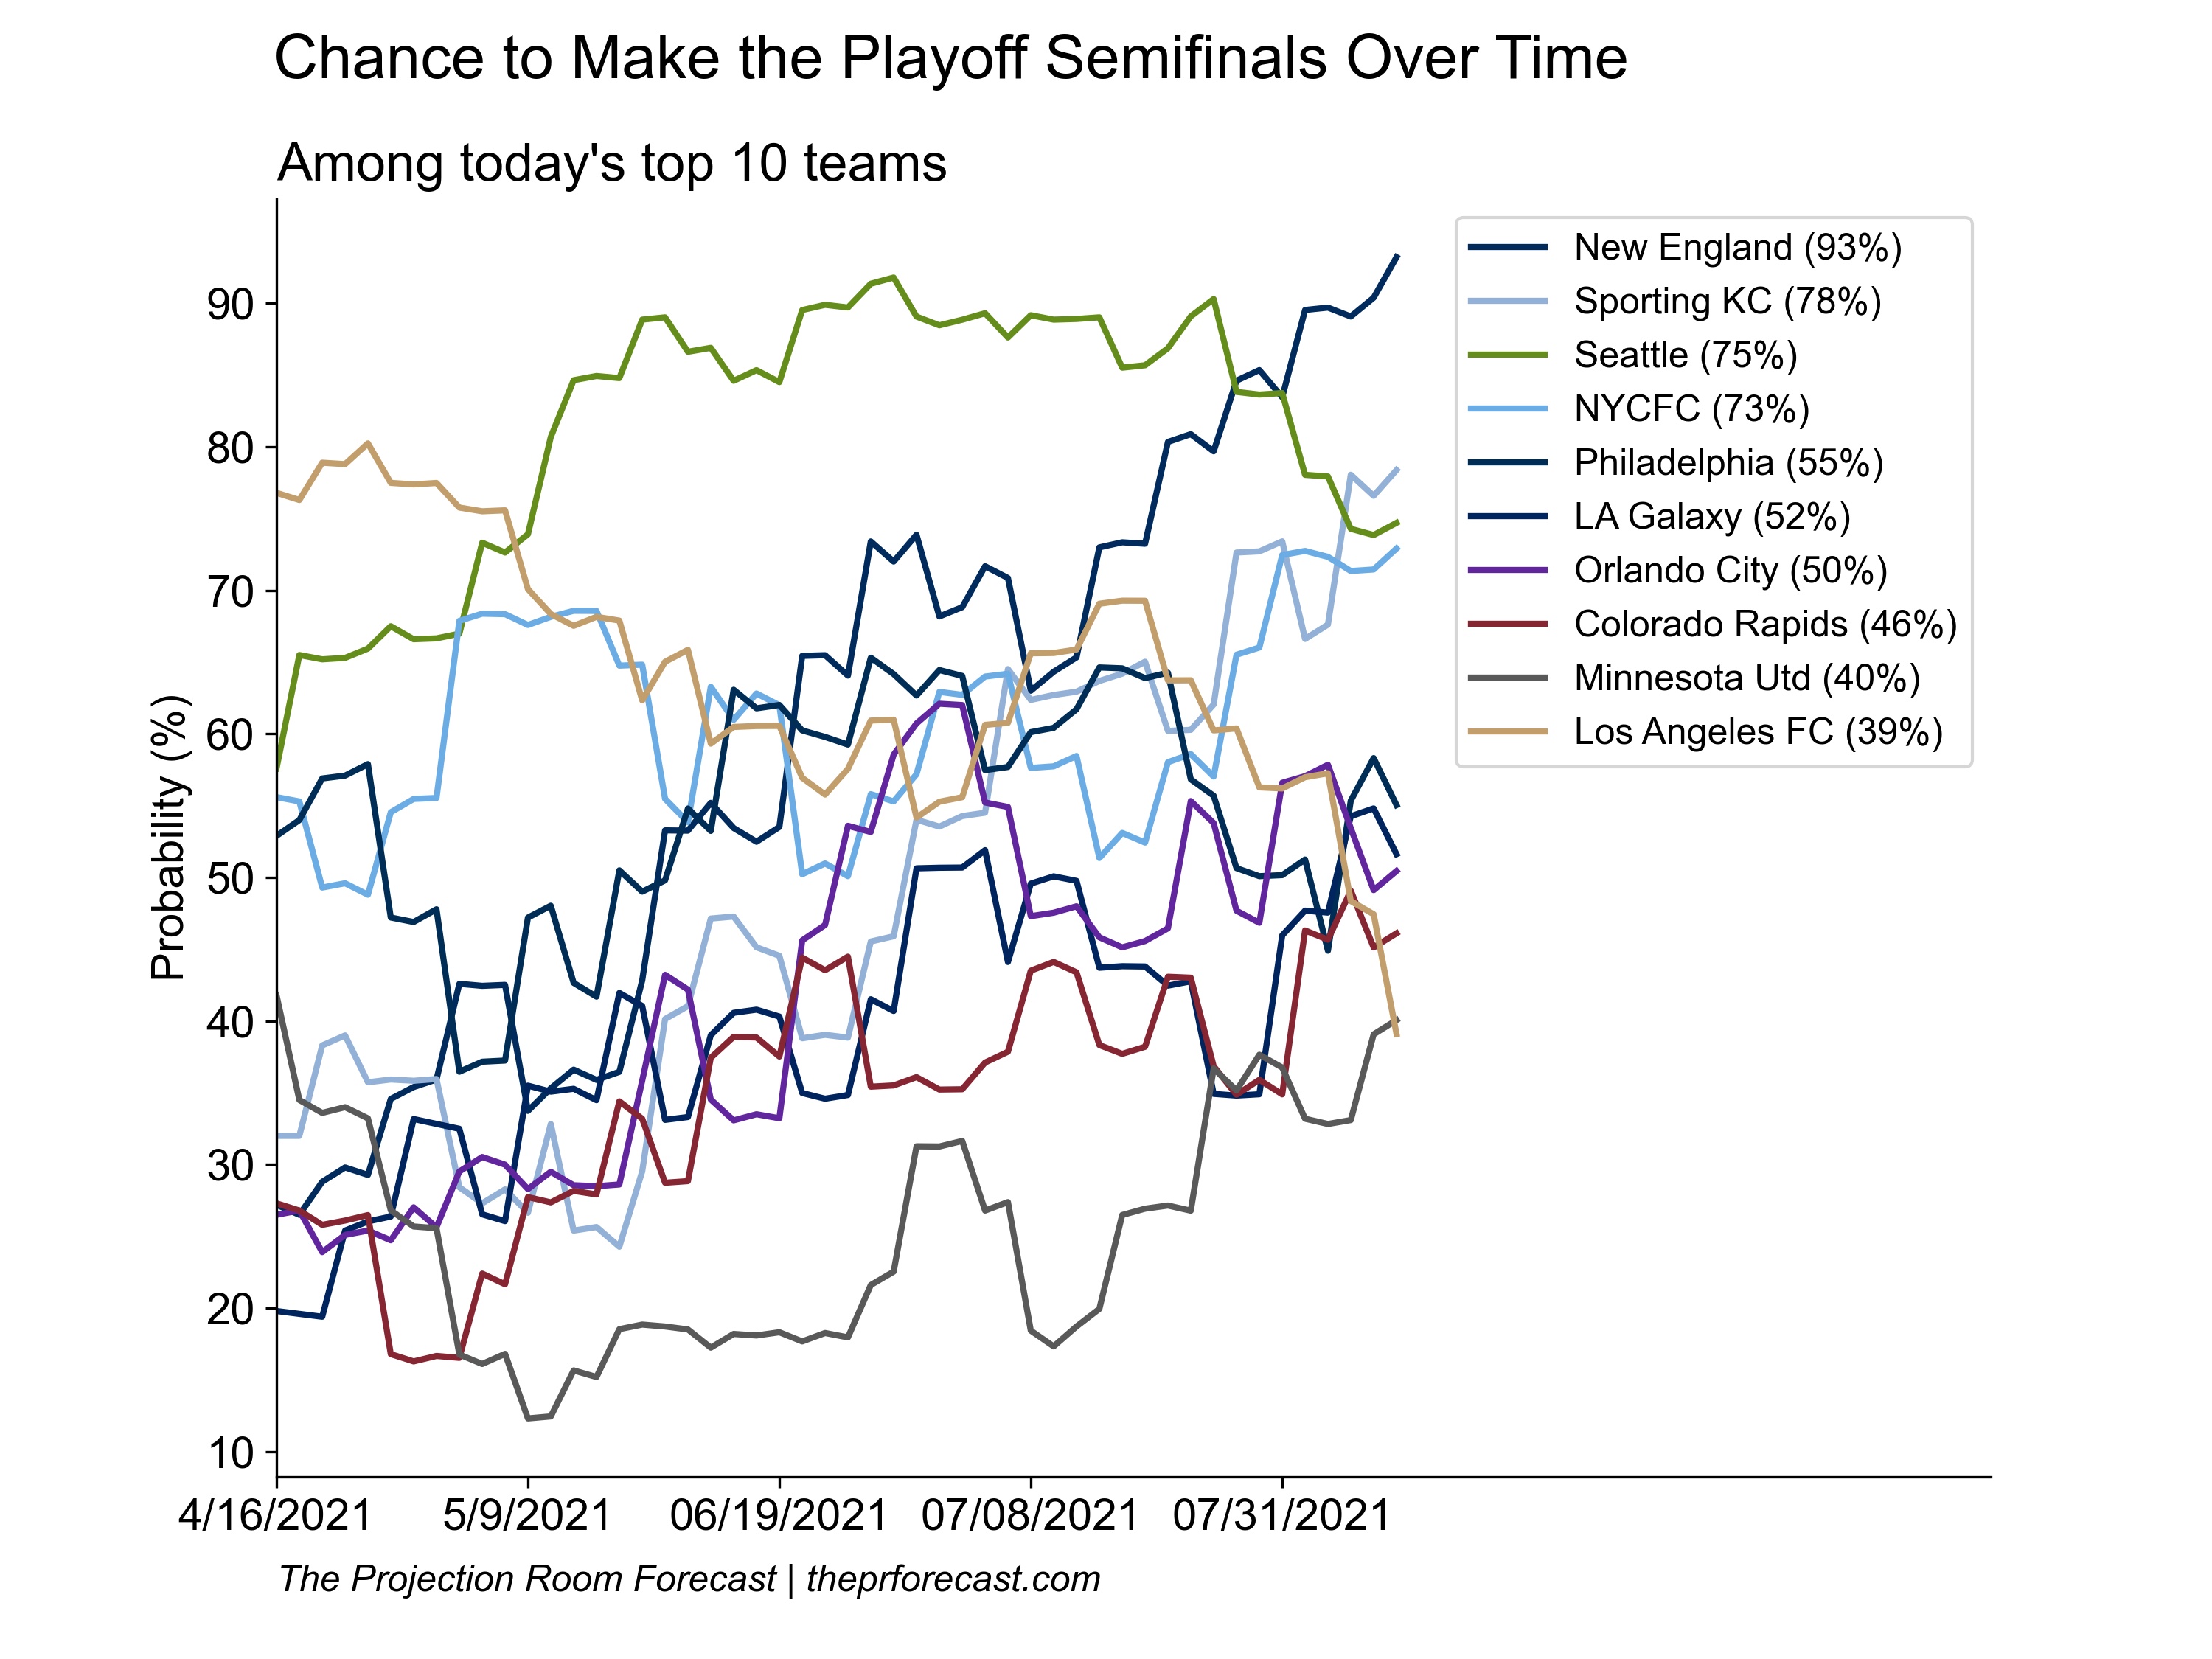 Chance to Make the Playoff Semifinals Over Time
Among today's top 10 teams
Probability (%)
90
80
70
60
50
40
30
20
10
4/16/2021
5/9/2021
06/19/2021
07/08/2021
07/31/2021
New England (93%)
Sporting KC (78%)
Seattle (75%)
NYCFC (73%)
Philadelphia (55%)
LA Galaxy (52%)
Orlando City (50%)
Colorado Rapids (46%)
Minnesota Utd (40%)
Los Angeles FC (39%)
The Projection Room Forecast | theprforecast.com